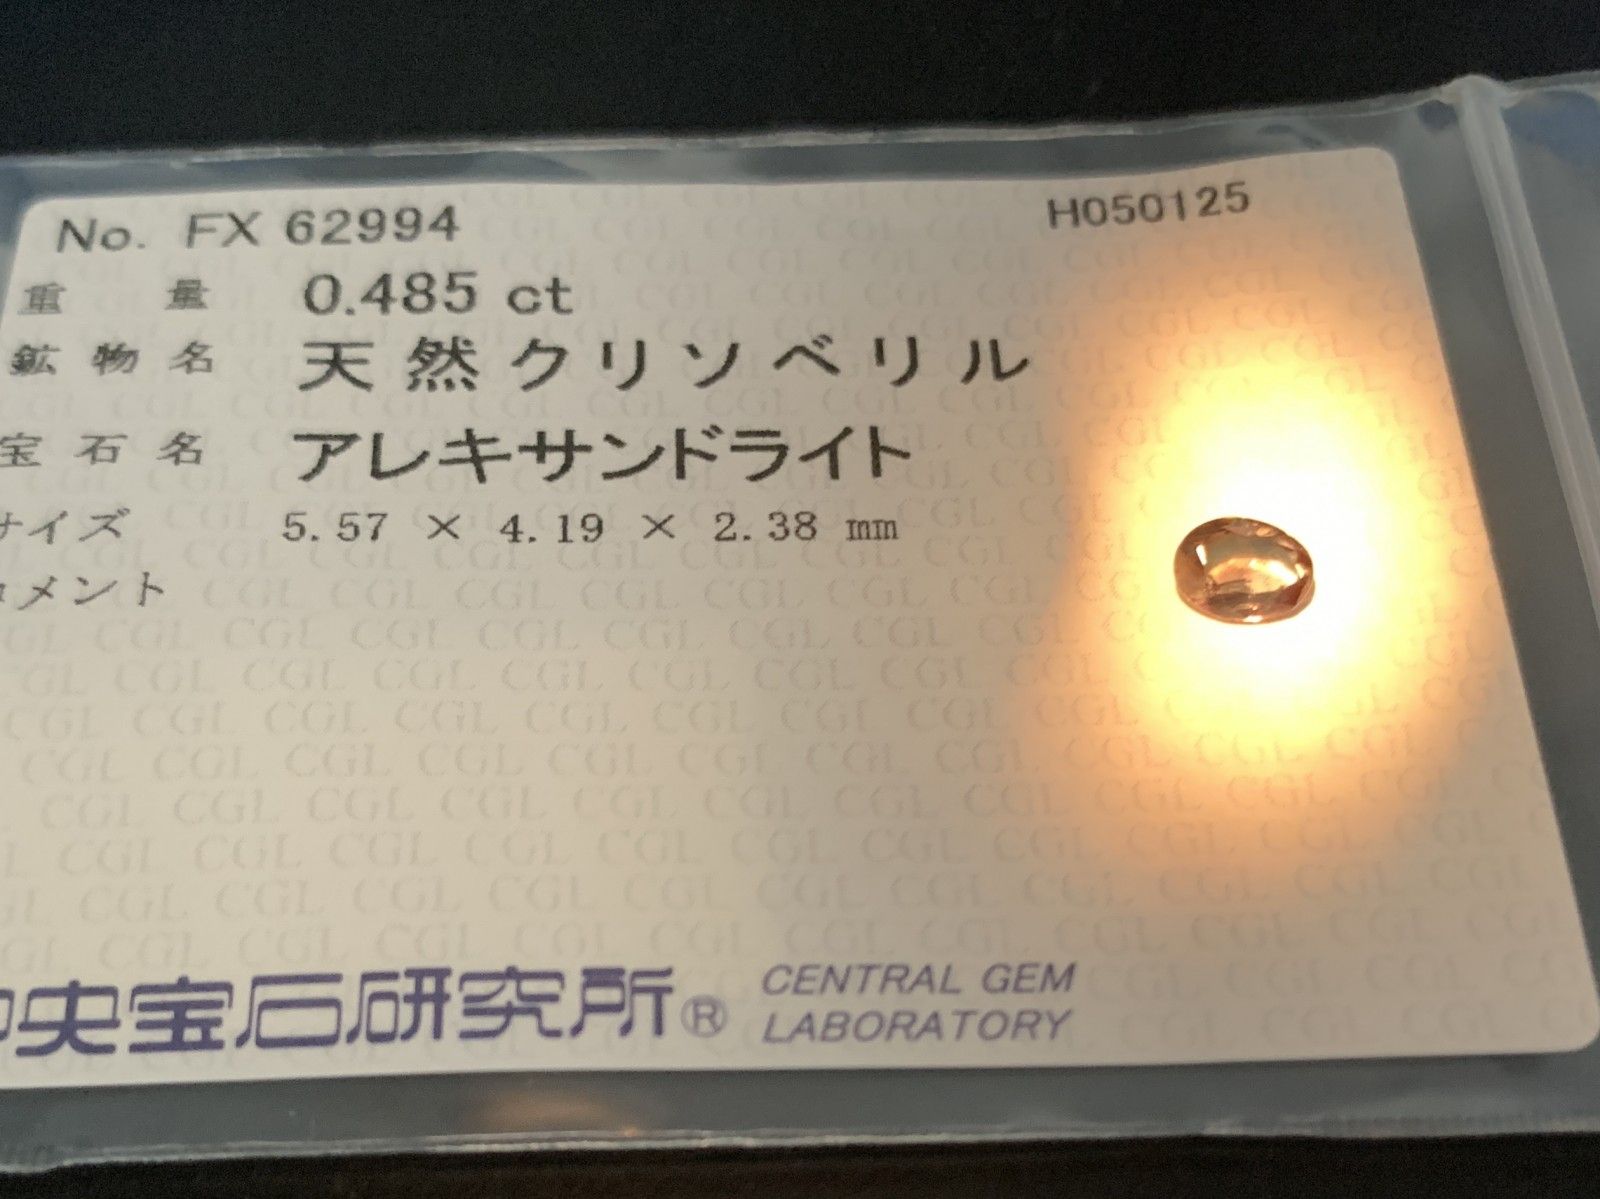 No. FX 62994 H050125
重量 0.485 ct
鉱物名 天然クリソベリル
宝石名 アレキサンドライト
サイズ 5.57 × 4.19 × 2.38 mm
コメント
中央宝石研究所® CENTRAL GEM
LABORATORY